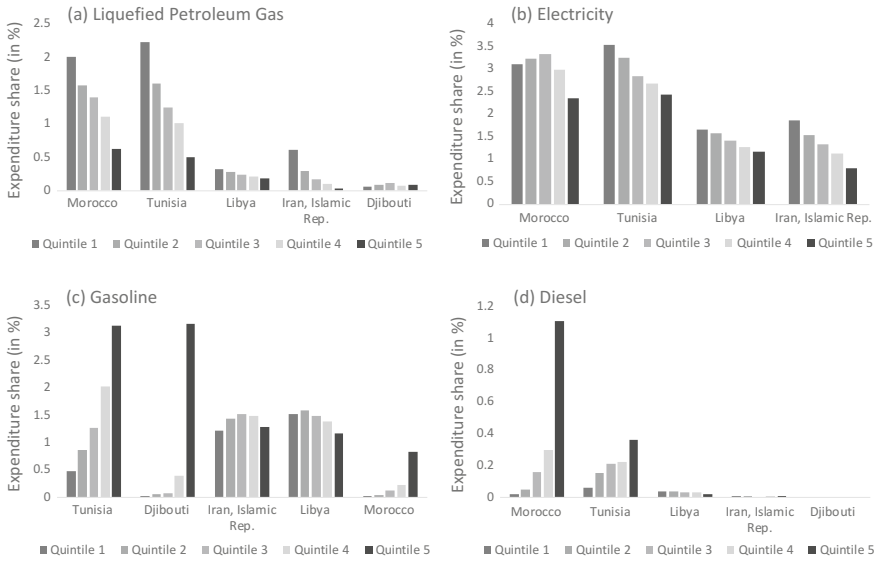 (a) Liquefied Petroleum Gas
Expenditure share (in %)
2.5
2
1.5
1
0.5
0
Morocco Tunisia Libya Iran, Islamic Rep. Djibouti
Quintile 1 Quintile 2 Quintile 3 Quintile 4 Quintile 5
(b) Electricity
Expenditure share (in %)
4
3.5
3
2.5
2
1.5
1
0.5
0
Morocco Tunisia Libya Iran, Islamic Rep.
Quintile 1 Quintile 2 Quintile 3 Quintile 4 Quintile 5
(c) Gasoline
Expenditure share (in %)
3.5
3
2.5
2
1.5
1
0.5
0
Tunisia Djibouti Iran, Islamic Rep. Libya Morocco
Quintile 1 Quintile 2 Quintile 3 Quintile 4 Quintile 5
(d) Diesel
Expenditure share (in %)
1.2
1
0.8
0.6
0.4
0.2
0
Morocco Tunisia Libya Iran, Islamic Rep. Djibouti
Quintile 1 Quintile 2 Quintile 3 Quintile 4 Quintile 5